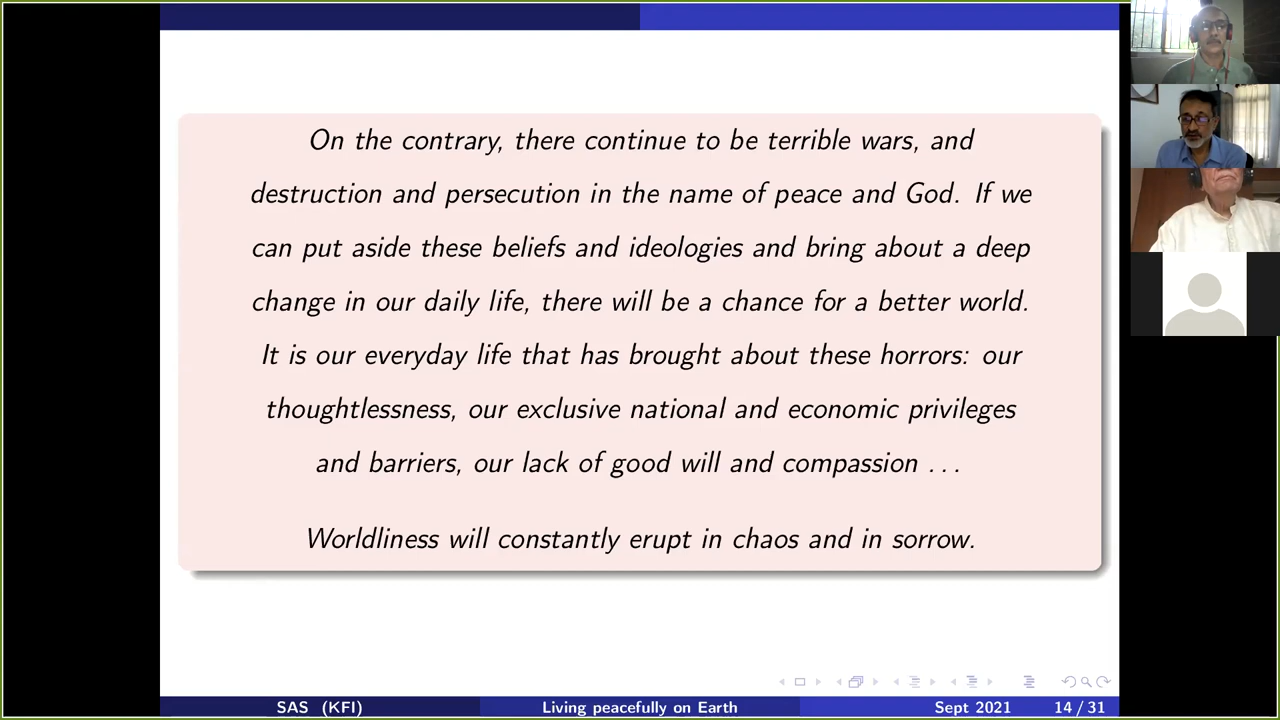 On the contrary, there continue to be terrible wars, and
destruction and persecution in the name of peace and God. If we
can put aside these beliefs and ideologies and bring about a deep
change in our daily life, there will be a chance for a better world.
It is our everyday life that has brought about these horrors: our
thoughtlessness, our exclusive national and economic privileges
and barriers, our lack of good will and compassion ...
Worldliness will constantly erupt in chaos and in sorrow.
SAS (KFI) Living peacefully on Earth Sept 2021 14 / 31